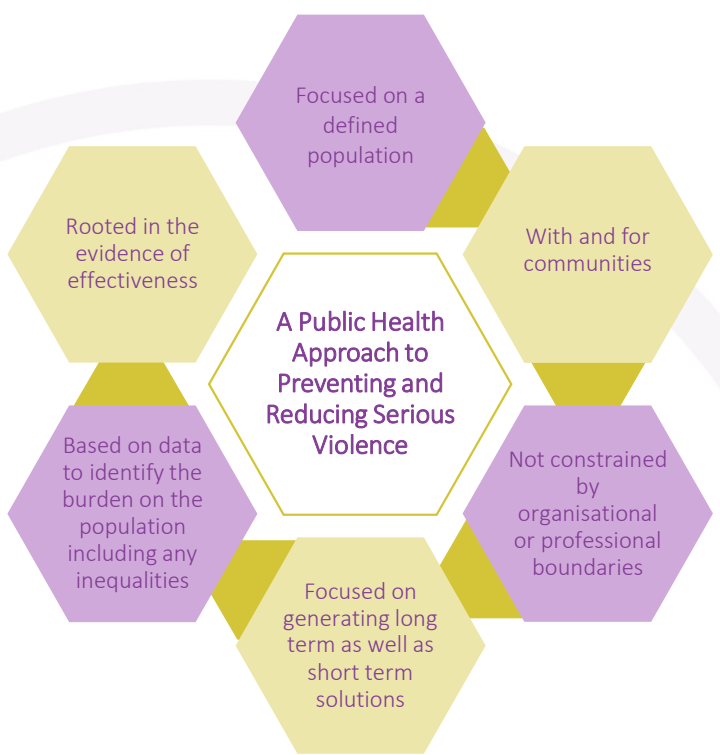 Focused on a
defined
population
With and for
communities
Not constrained
by
organisational
or professional
boundaries
Focused on
generating long
term as well as
short term
solutions
Based on data
to identify the
burden on the
population
including any
inequalities
Rooted in the
evidence of
effectiveness
A Public Health
Approach to
Preventing and
Reducing Serious
Violence